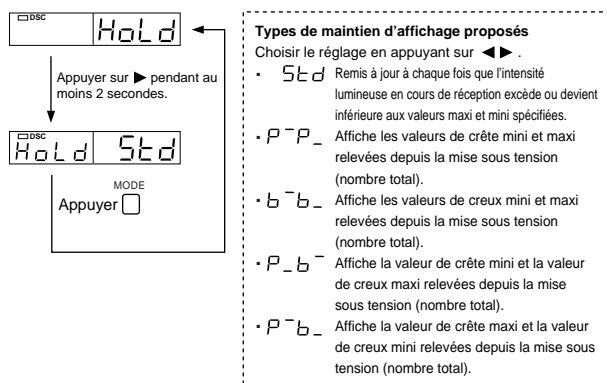 DSC
HoLd
Appuyer sur ▶ pendant au
moins 2 secondes.
DSC
HoLd Std
MODE
Appuyer
Types de maintien d'affichage proposés
Choisir le réglage en appuyant sur ◀▶ .
· Std Remis à jour à chaque fois que l'intensité
lumineuse en cours de réception excède ou devient
inférieure aux valeurs maxi et mini spécifiées.
· P¯P_ Affiche les valeurs de crête mini et maxi
relevées depuis la mise sous tension
(nombre total).
· b¯b_ Affiche les valeurs de creux mini et maxi
relevées depuis la mise sous tension
(nombre total).
· P_b¯ Affiche la valeur de crête mini et la valeur
de creux maxi relevées depuis la mise
sous tension (nombre total).
· P¯b_ Affiche la valeur de crête maxi et la valeur
de creux mini relevées depuis la mise sous
tension (nombre total).